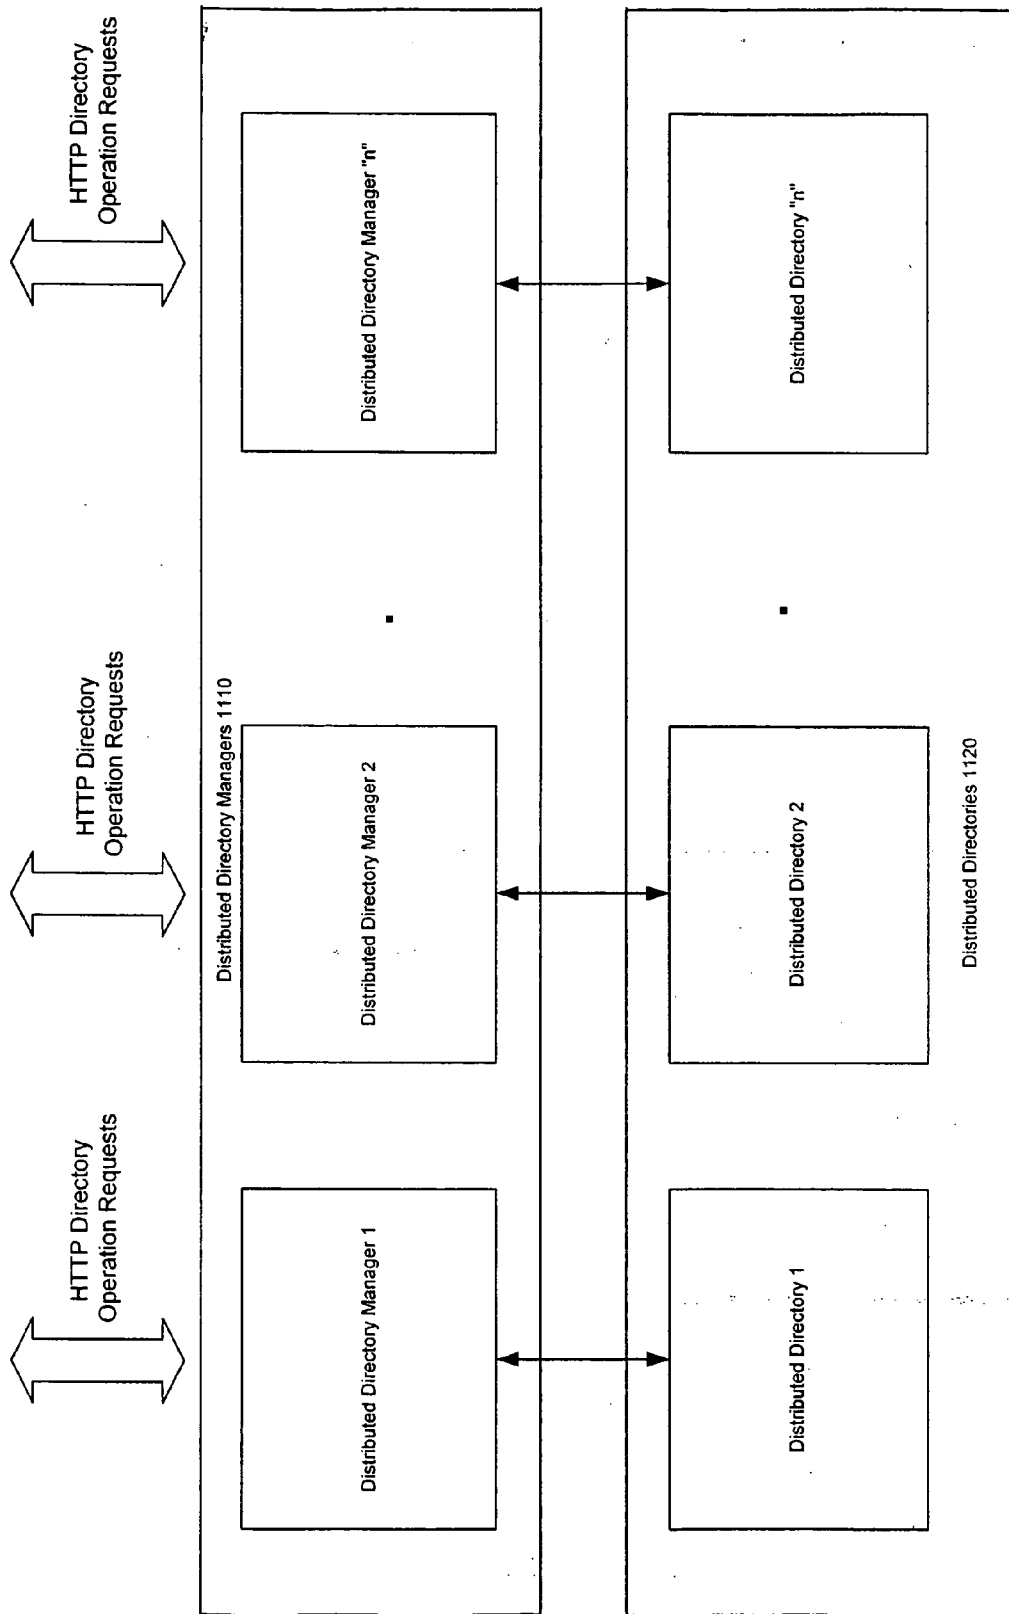 HTTP Directory
Operation Requests
HTTP Directory
Operation Requests
HTTP Directory
Operation Requests
Distributed Directory Managers 1110
Distributed Directory Manager 1
Distributed Directory Manager 2
Distributed Directory Manager "n"
Distributed Directory 1
Distributed Directory 2
Distributed Directory "n"
Distributed Directories 1120